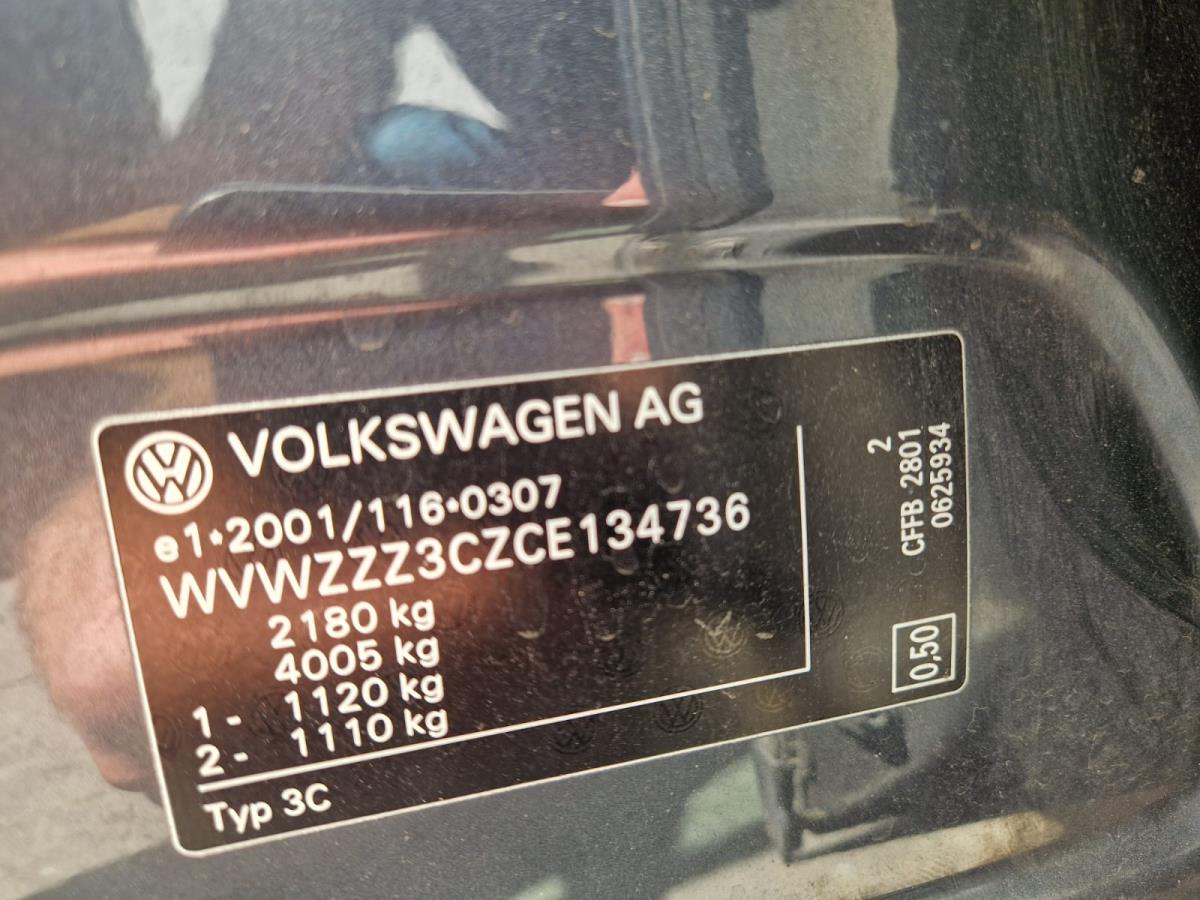 VOLKSWAGEN AG
e1*2001/116*0307
WVWZZZ3CZCE134736
2180 kg
4005 kg
1 - 1120 kg
2 - 1110 kg
Typ 3C
2
CFFB 2801
0625934
0,50